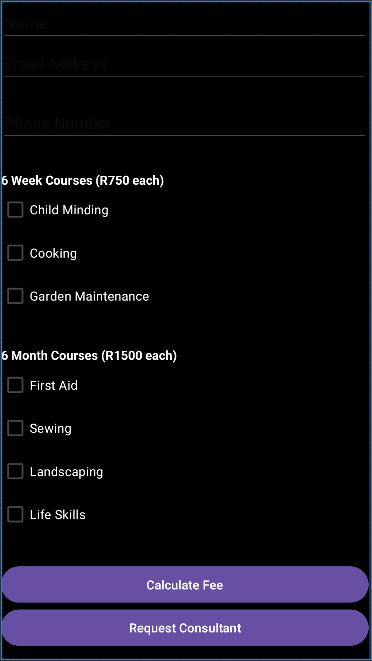 Name
Email Address
Phone Number
6 Week Courses (R750 each)
Child Minding
Cooking
Garden Maintenance
6 Month Courses (R1500 each)
First Aid
Sewing
Landscaping
Life Skills
Calculate Fee
Request Consultant